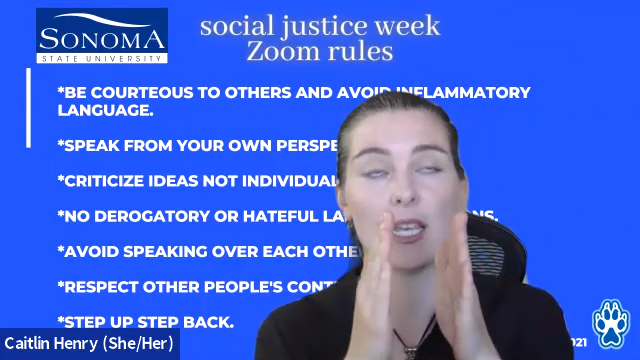 SONOMA
STATE UNIVERSITY
social justice week
Zoom rules
*BE COURTEOUS TO OTHERS AND AVOID INFLAMMATORY
LANGUAGE.
*SPEAK FROM YOUR OWN
*CRITICIZE IDEAS NOT
*NO DEROGATORY OR HATEFUL
*AVOID SPEAKING OVER EACH
*RESPECT OTHER PEOPLE'S
*STEP UP STEP BACK.
Caitlin Henry (She/Her)